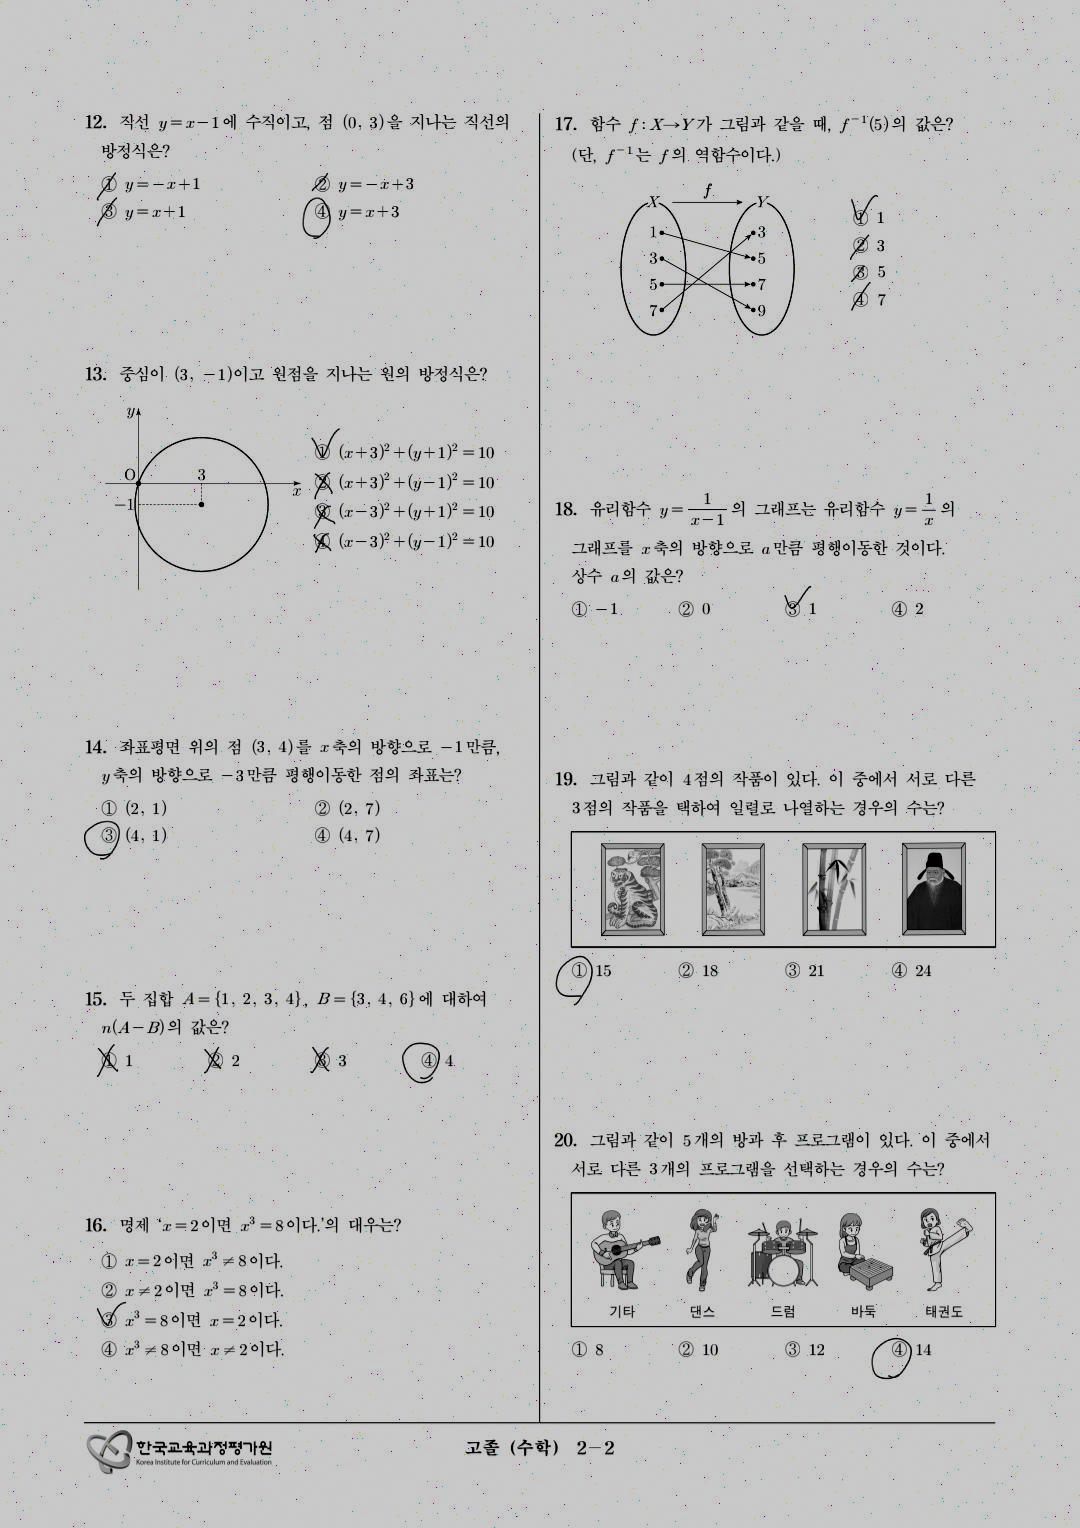 12. 직선 y=x-1에 수직이고, 점 (0, 3)을 지나는 직선의
방정식은?
① y=-x+1 ② y=-x+3
③ y=x+1 ④ y=x+3
13. 중심이 (3, -1)이고 원점을 지나는 원의 방정식은?
y
O 3 x
-1
① (x+3)²+(y+1)²=10
② (x+3)²+(y-1)²=10
③ (x-3)²+(y+1)²=10
④ (x-3)²+(y-1)²=10
14. 좌표평면 위의 점 (3, 4)를 x축의 방향으로 -1만큼,
y축의 방향으로 -3만큼 평행이동한 점의 좌표는?
① (2, 1) ② (2, 7)
③ (4, 1) ④ (4, 7)
15. 두 집합 A={1, 2, 3, 4}, B={3, 4, 6}에 대하여
n(A-B)의 값은?
① 1 ② 2 ③ 3 ④ 4
16. 명제 ‘x=2이면 x³=8이다.’의 대우는?
① x=2이면 x³≠8이다.
② x≠2이면 x³=8이다.
③ x³=8이면 x=2이다.
④ x³≠8이면 x≠2이다.
17. 함수 f:X→Y가 그림과 같을 때, f⁻¹(5)의 값은?
(단, f⁻¹는 f의 역함수이다.)
f
X Y
1 3
3 5
5 7
7 9
① 1
② 3
③ 5
④ 7
18. 유리함수 y=1/(x-1)의 그래프는 유리함수 y=1/x의
그래프를 x축의 방향으로 a만큼 평행이동한 것이다.
상수 a의 값은?
① -1 ② 0 ③ 1 ④ 2
19. 그림과 같이 4점의 작품이 있다. 이 중에서 서로 다른
3점의 작품을 택하여 일렬로 나열하는 경우의 수는?
① 15 ② 18 ③ 21 ④ 24
20. 그림과 같이 5개의 방과 후 프로그램이 있다. 이 중에서
서로 다른 3개의 프로그램을 선택하는 경우의 수는?
기타 댄스 드럼 바둑 태권도
① 8 ② 10 ③ 12 ④ 14
한국교육과정평가원
Korea Institute for Curriculum and Evaluation
고졸 (수학) 2-2